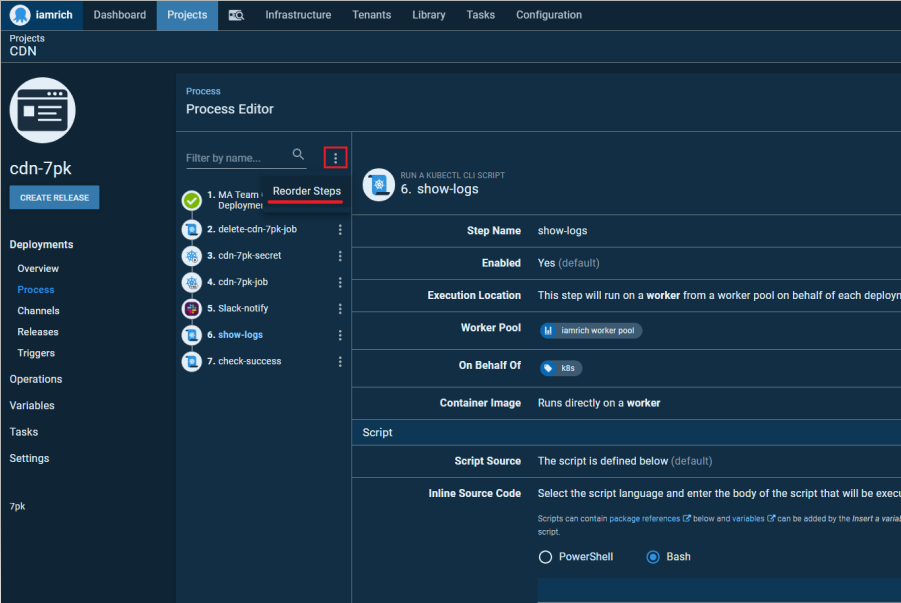 iamrich Dashboard Projects Infrastructure Tenants Library Tasks Configuration
Projects
CDN
cdn-7pk
CREATE RELEASE
Deployments
Overview
Process
Channels
Releases
Triggers
Operations
Variables
Tasks
Settings
7pk
Process
Process Editor
Filter by name...
Reorder Steps
1. MA Team
Deploymen
2. delete-cdn-7pk-job
3. cdn-7pk-secret
4. cdn-7pk-job
5. Slack-notify
6. show-logs
7. check-success
RUN A KUBECTL CLI SCRIPT
6. show-logs
Step Name show-logs
Enabled Yes (default)
Execution Location This step will run on a worker from a worker pool on behalf of each deploym
Worker Pool iamrich worker pool
On Behalf Of k8s
Container Image Runs directly on a worker
Script
Script Source The script is defined below (default)
Inline Source Code Select the script language and enter the body of the script that will be execu
Scripts can contain package references below and variables can be added by the Insert a varia
script.
PowerShell Bash